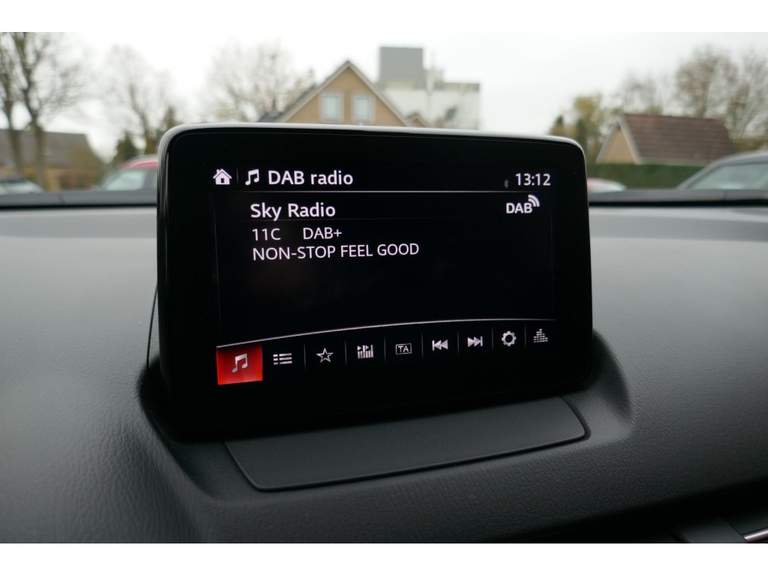 DAB radio 13:12
Sky Radio DAB
11C DAB+
NON-STOP FEEL GOOD
TA